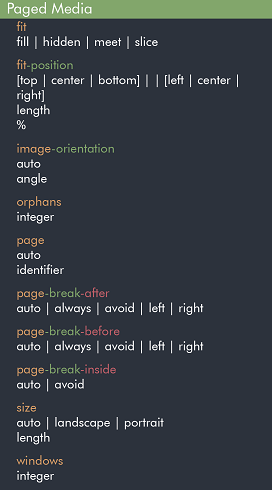 Paged Media
fit
fill | hidden | meet | slice
fit-position
[top | center | bottom] | | [left | center |
right]
length
%
image-orientation
auto
angle
orphans
integer
page
auto
identifier
page-break-after
auto | always | avoid | left | right
page-break-before
auto | always | avoid | left | right
page-break-inside
auto | avoid
size
auto | landscape | portrait
length
windows
integer